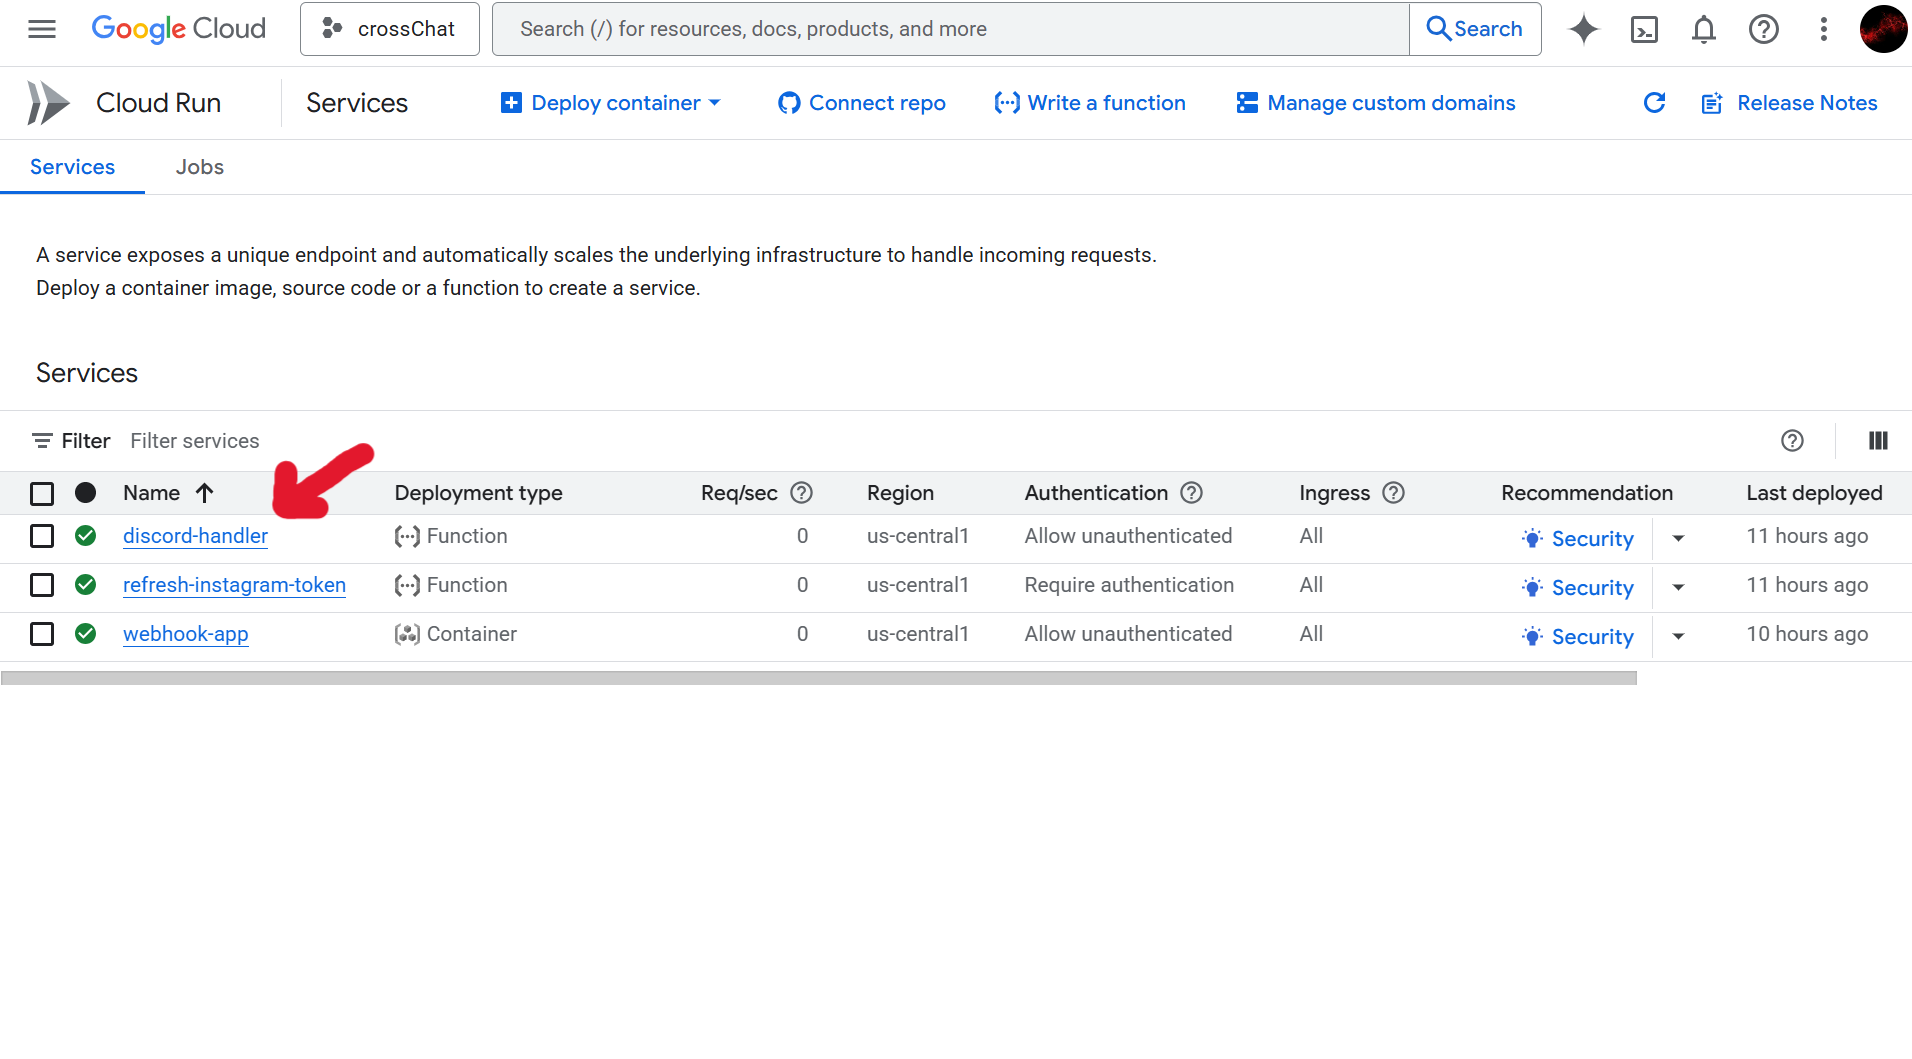 Google Cloud crossChat Search (/) for resources, docs, products, and more Search
Cloud Run Services Deploy container Connect repo Write a function Manage custom domains Release Notes
Services Jobs
A service exposes a unique endpoint and automatically scales the underlying infrastructure to handle incoming requests.
Deploy a container image, source code or a function to create a service.
Services
Filter Filter services
Name Deployment type Req/sec Region Authentication Ingress Recommendation Last deployed
discord-handler Function 0 us-central1 Allow unauthenticated All Security 11 hours ago
refresh-instagram-token Function 0 us-central1 Require authentication All Security 11 hours ago
webhook-app Container 0 us-central1 Allow unauthenticated All Security 10 hours ago